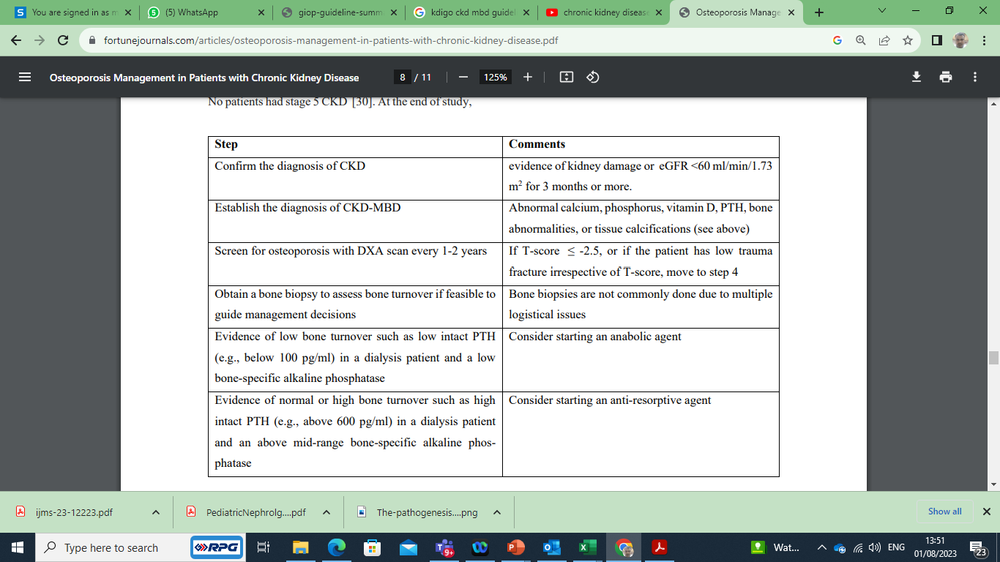 You are signed in as m
(5) WhatsApp
giop-guideline-summ
kdigo ckd mbd guidel
chronic kidney disease
Osteoporosis Manage
fortunejournals.com/articles/osteoporosis-management-in-patients-with-chronic-kidney-disease.pdf
Osteoporosis Management in Patients with Chronic Kidney Disease
8 / 11
125%
No patients had stage 5 CKD [30]. At the end of study,
Step
Comments
Confirm the diagnosis of CKD
evidence of kidney damage or eGFR <60 ml/min/1.73
m² for 3 months or more.
Establish the diagnosis of CKD-MBD
Abnormal calcium, phosphorus, vitamin D, PTH, bone
abnormalities, or tissue calcifications (see above)
Screen for osteoporosis with DXA scan every 1-2 years
If T-score ≤ -2.5, or if the patient has low trauma
fracture irrespective of T-score, move to step 4
Obtain a bone biopsy to assess bone turnover if feasible to
guide management decisions
Bone biopsies are not commonly done due to multiple
logistical issues
Evidence of low bone turnover such as low intact PTH
(e.g., below 100 pg/ml) in a dialysis patient and a low
bone-specific alkaline phosphatase
Consider starting an anabolic agent
Evidence of normal or high bone turnover such as high
intact PTH (e.g., above 600 pg/ml) in a dialysis patient
and an above mid-range bone-specific alkaline phos-
phatase
Consider starting an anti-resorptive agent
ijms-23-12223.pdf
PediatricNephrolg....pdf
The-pathogenesis....png
Show all
Type here to search
RPG
9+
Wat...
ENG
13:51
01/08/2023
23